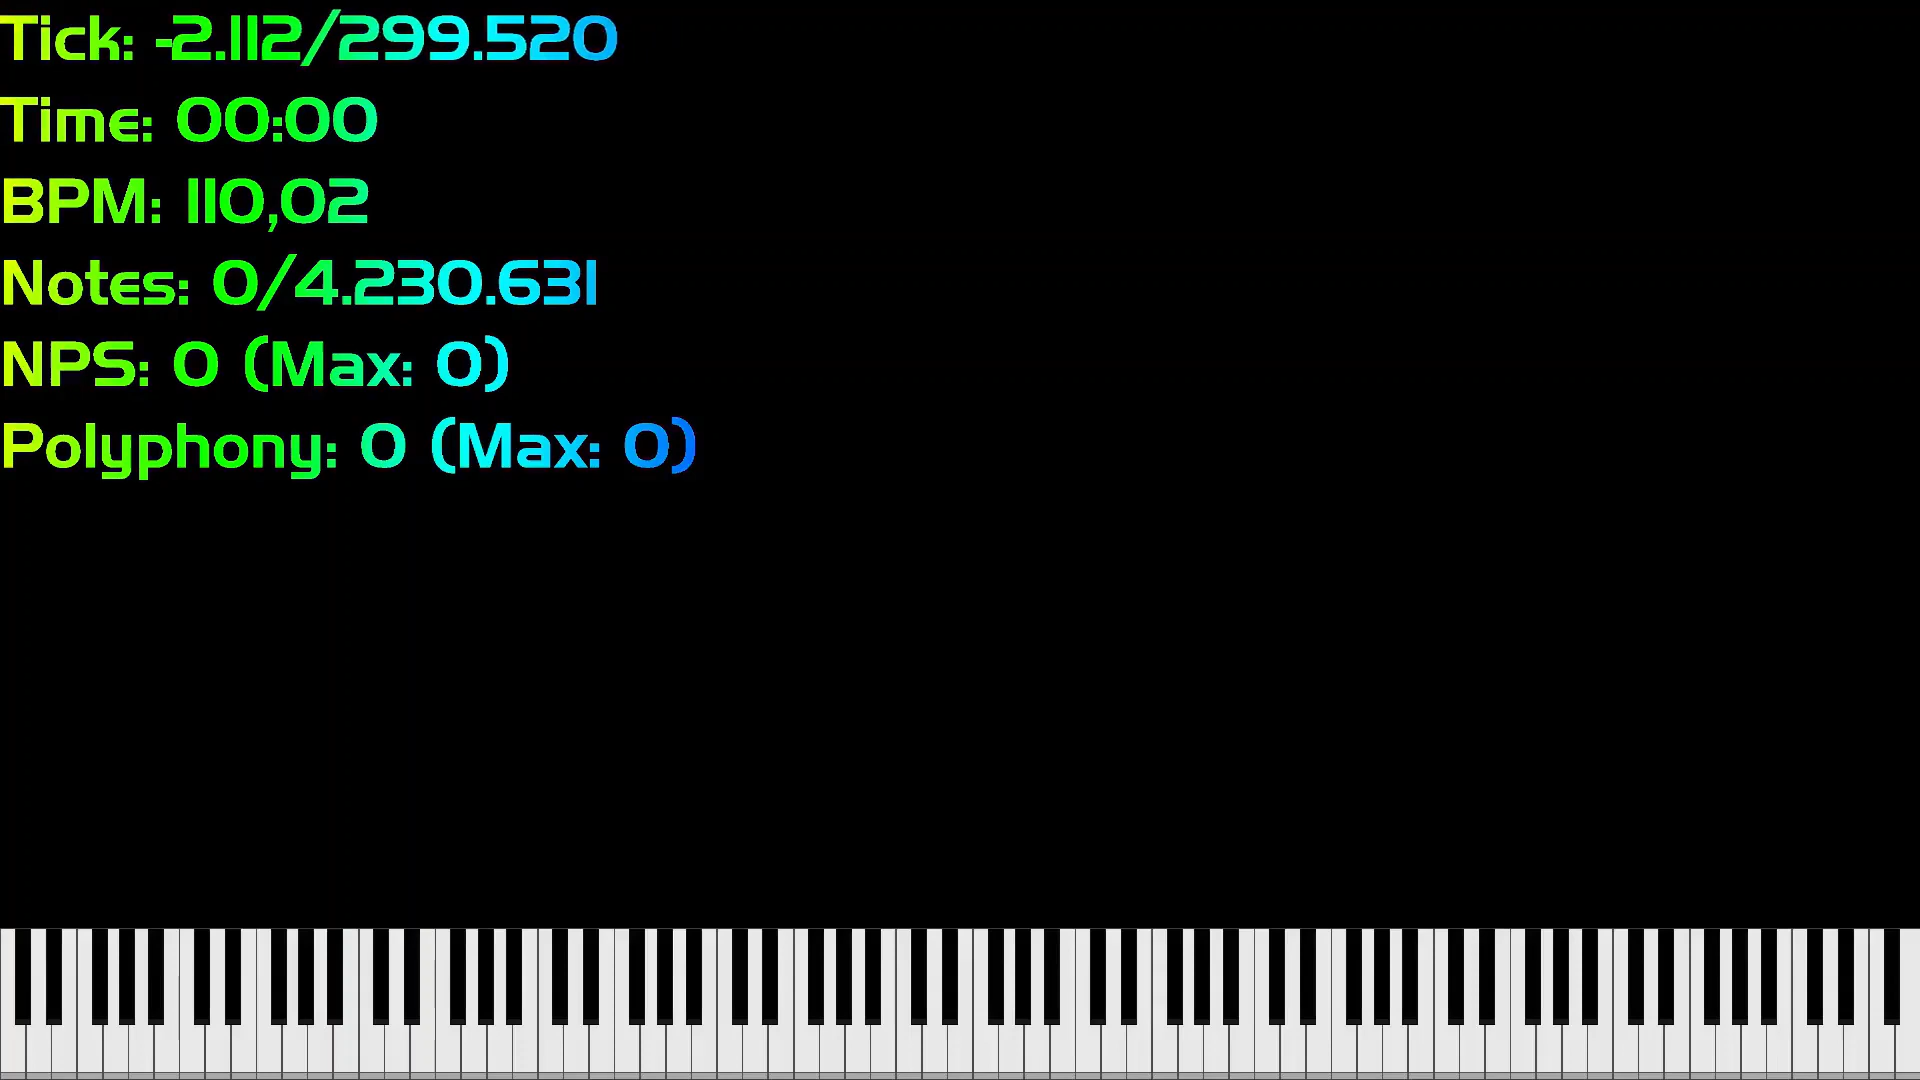 Tick: -2.112/299.520
Time: 00:00
BPM: 110,02
Notes: 0/4.230.631
NPS: 0 (Max: 0)
Polyphony: 0 (Max: 0)